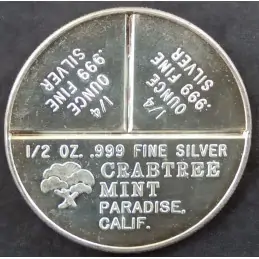 1/4
OUNCE
.999 FINE
SILVER
1/4
OUNCE
.999 FINE
SILVER
1/2 OZ. .999 FINE SILVER
CRABTREE
MINT
PARADISE,
CALIF.